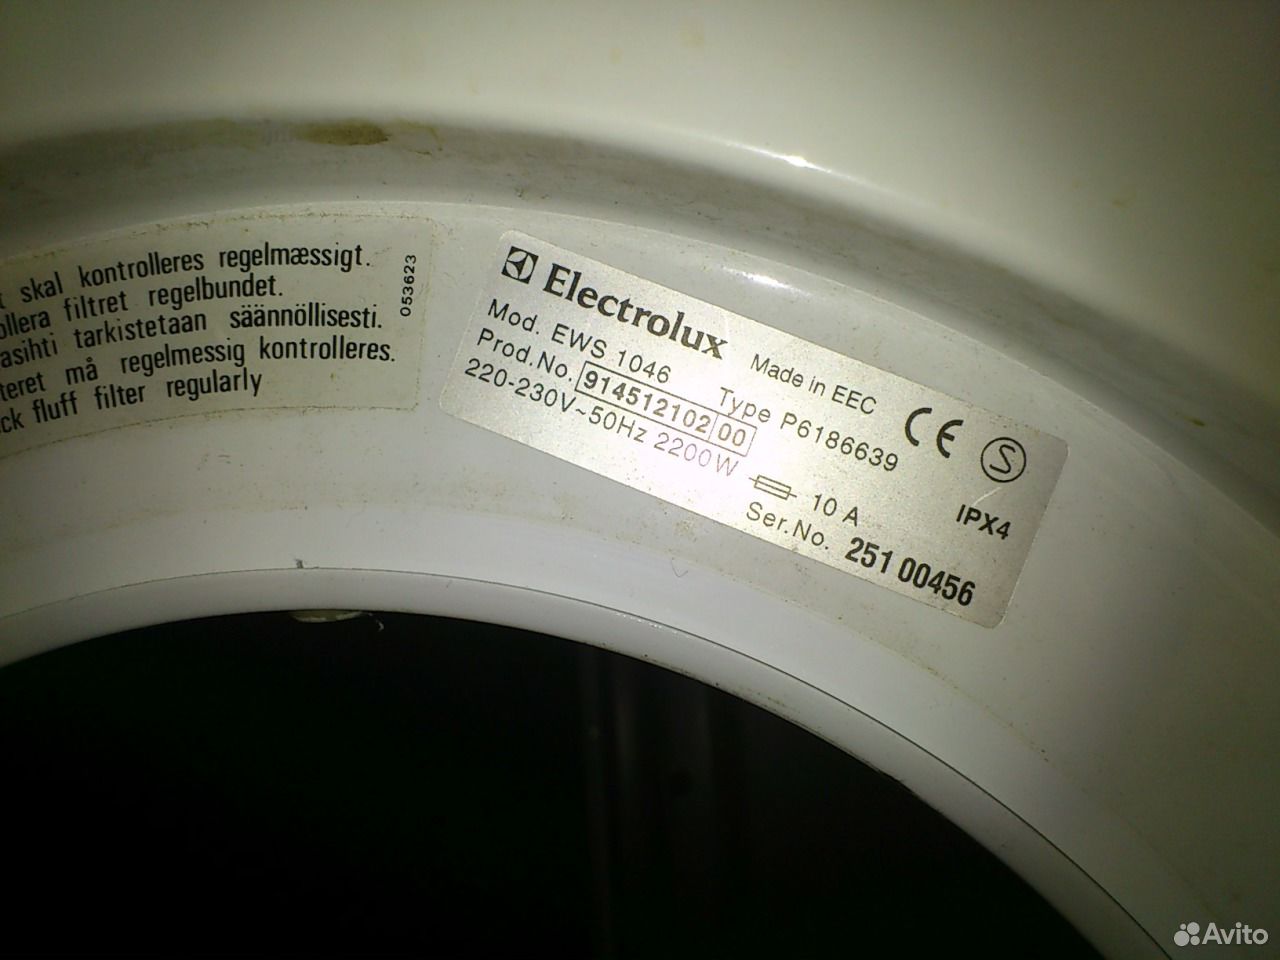 t skal kontrolleres regelmæssigt.
ollera filtret regelbundet.
asihti tarkistetaan säännöllisesti.
teret må regelmessig kontrolleres.
ck fluff filter regularly
053623
Electrolux Made in EEC CE S
Mod. EWS 1046 Type P6186639
Prod.No. 914512102 00 IPX4
220-230V~50Hz 2200W 10 A
Ser.No. 251 00456
Avito